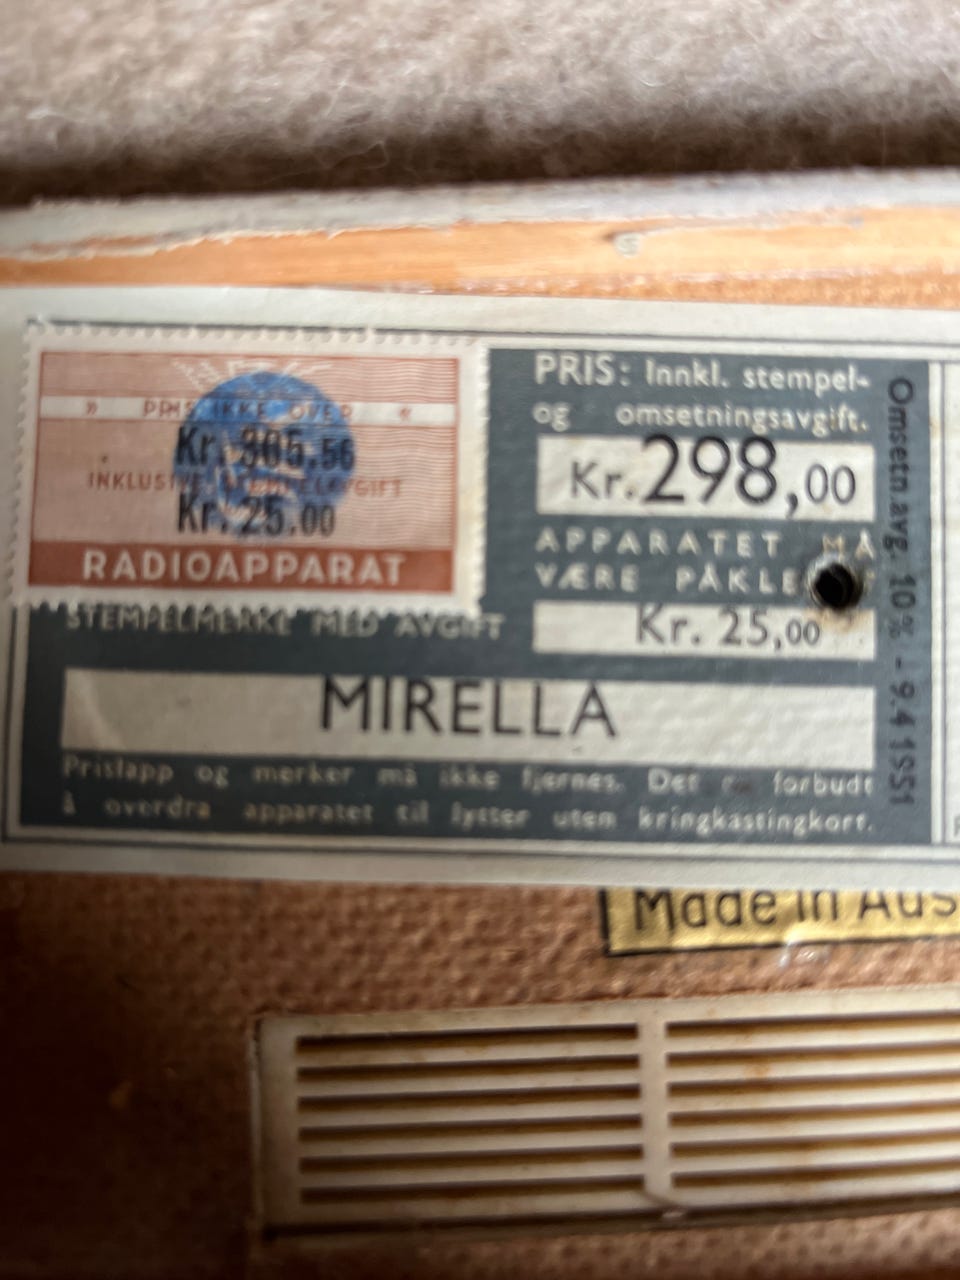 » PRIS IKKE OVER «
Kr. 305.56
INKLUSIVE STEMPELAVGIFT
Kr. 25.00
RADIOAPPARAT
STEMPELMERKE MED AVGIFT
PRIS: Innkl. stempel-
og omsetningsavgift.
Kr. 298,00
APPARATET MÅ
VÆRE
Kr. 25,00
MIRELLA
Prislapp og merker må ikke fjernes. Det forbudt
å overdra apparatet til lytter uten kringkastingkort.
Omsetn.avg. 10% - 9.4 1951
Made in Aus